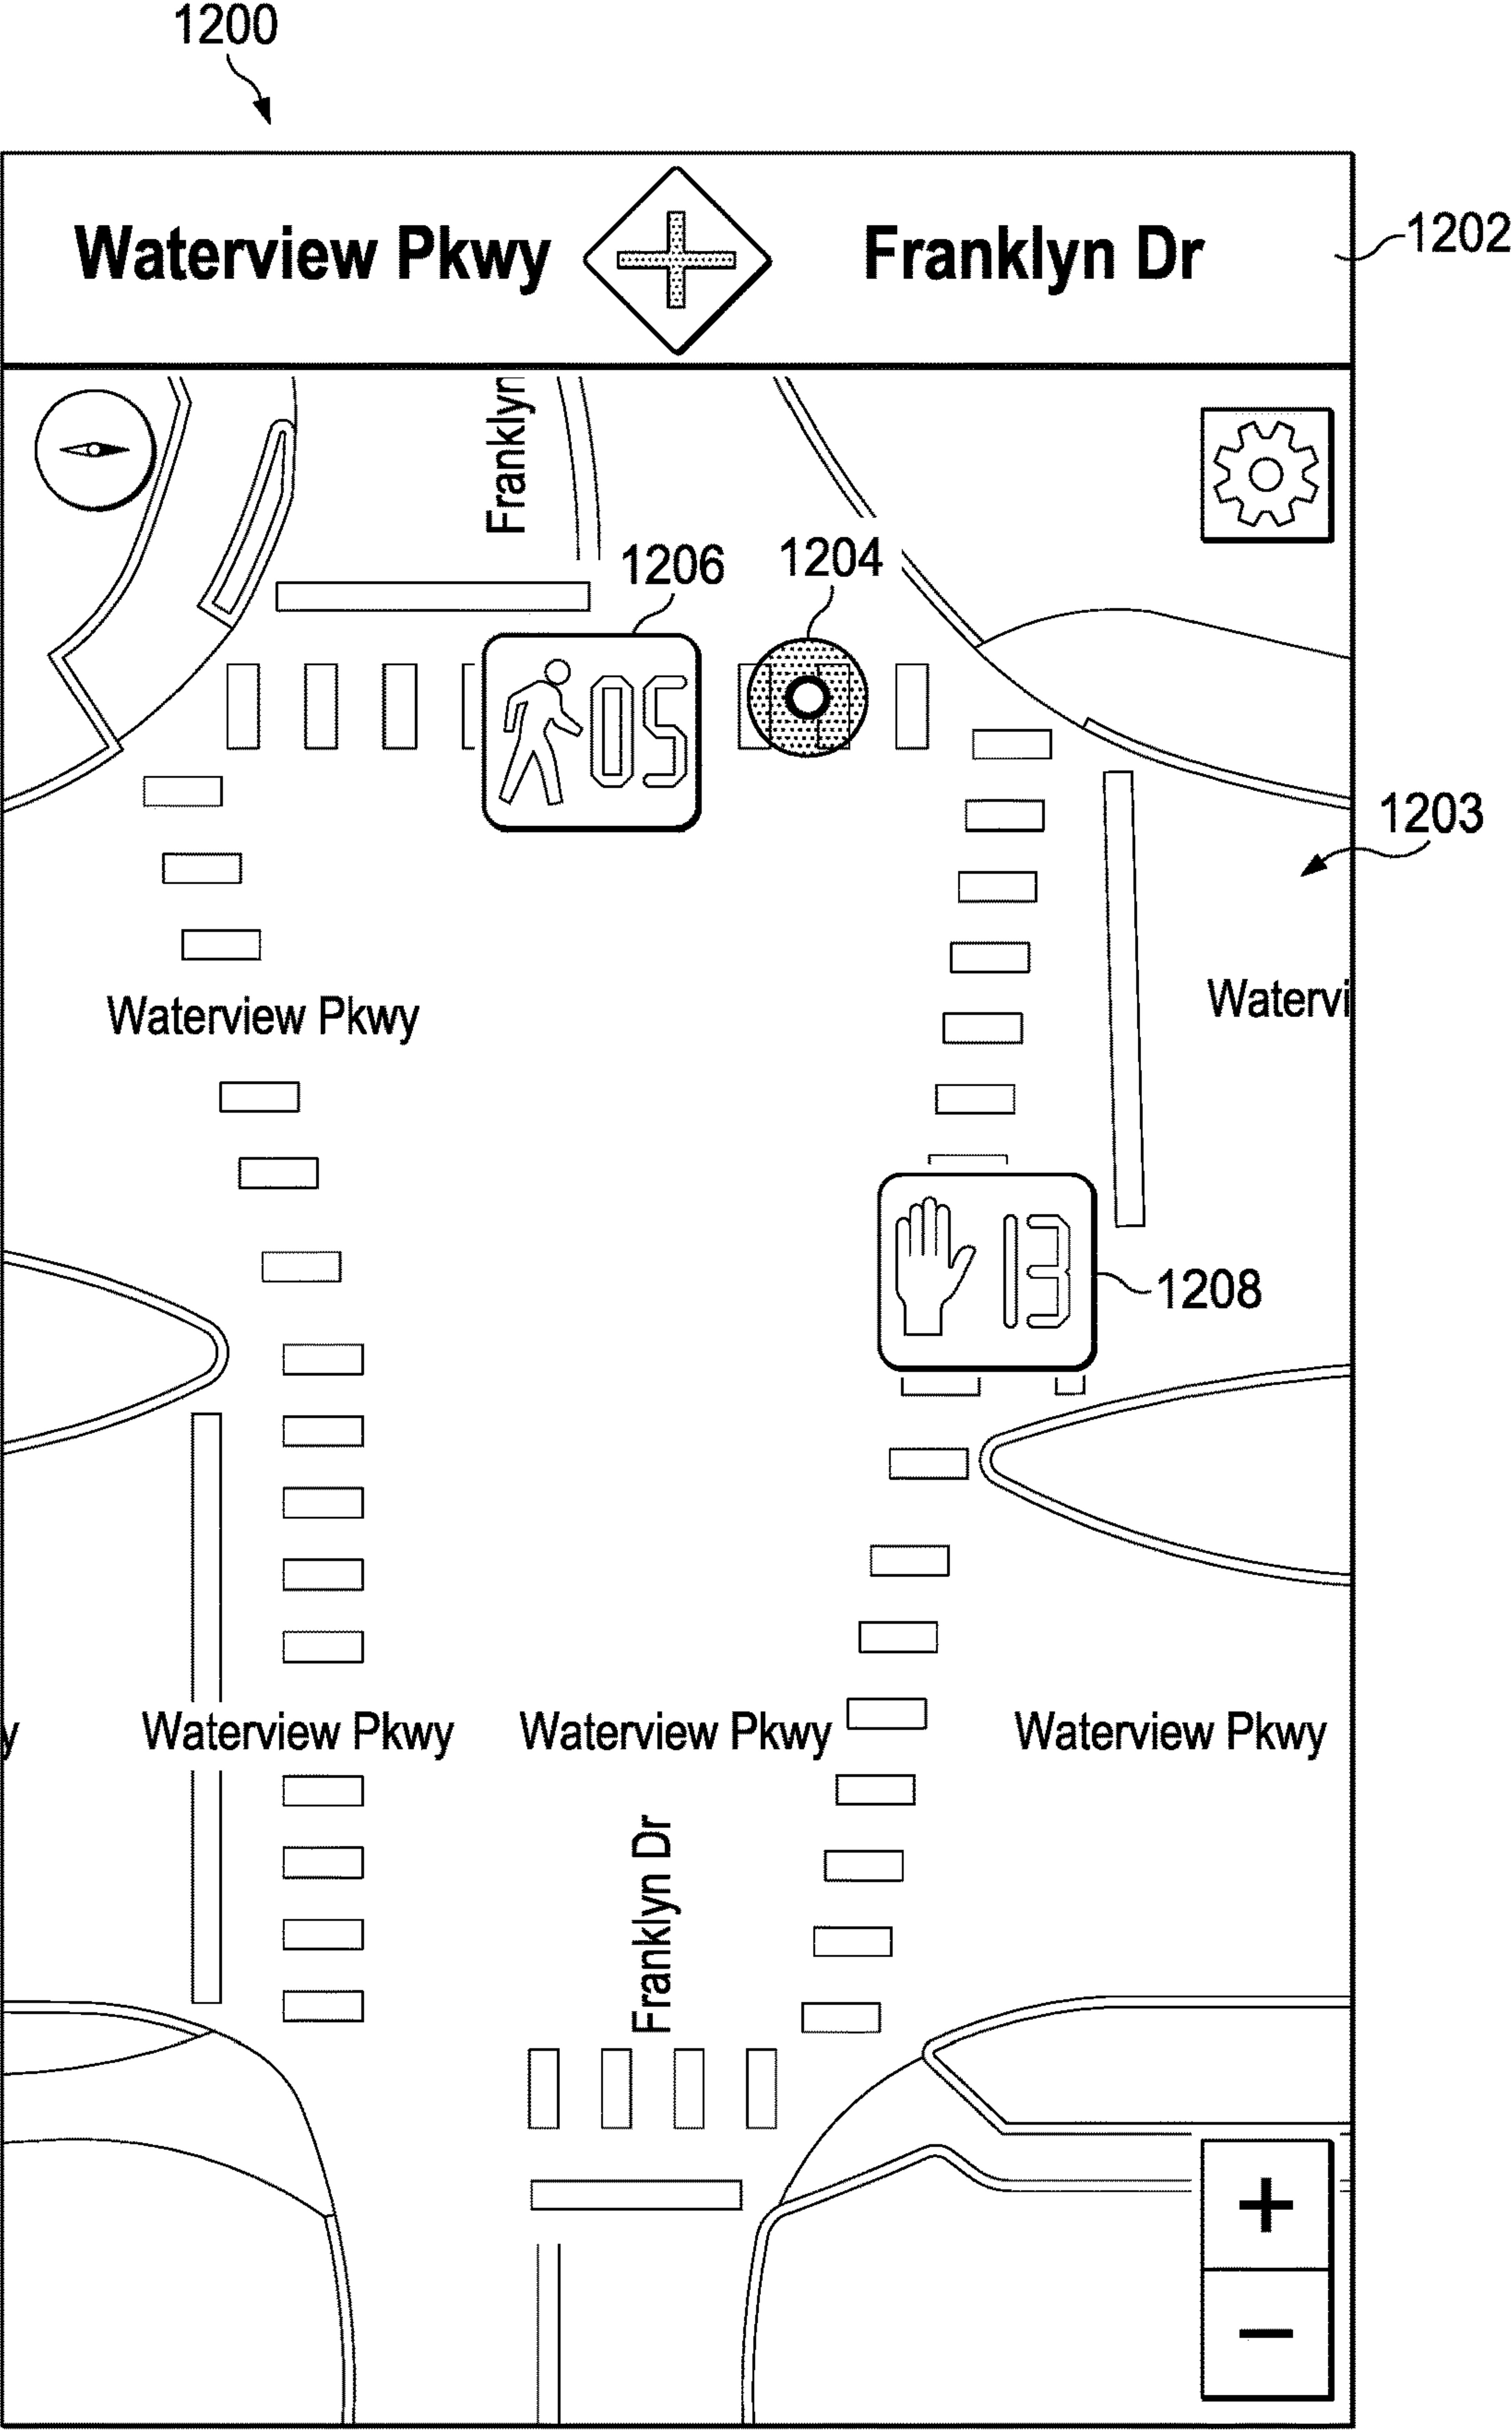 1200
Waterview Pkwy Franklyn Dr
1202
Franklyn
1206
1204
05
1203
Waterview Pkwy
Watervi
13
1208
y
Waterview Pkwy
Waterview Pkwy
Waterview Pkwy
Franklyn Dr
+
−